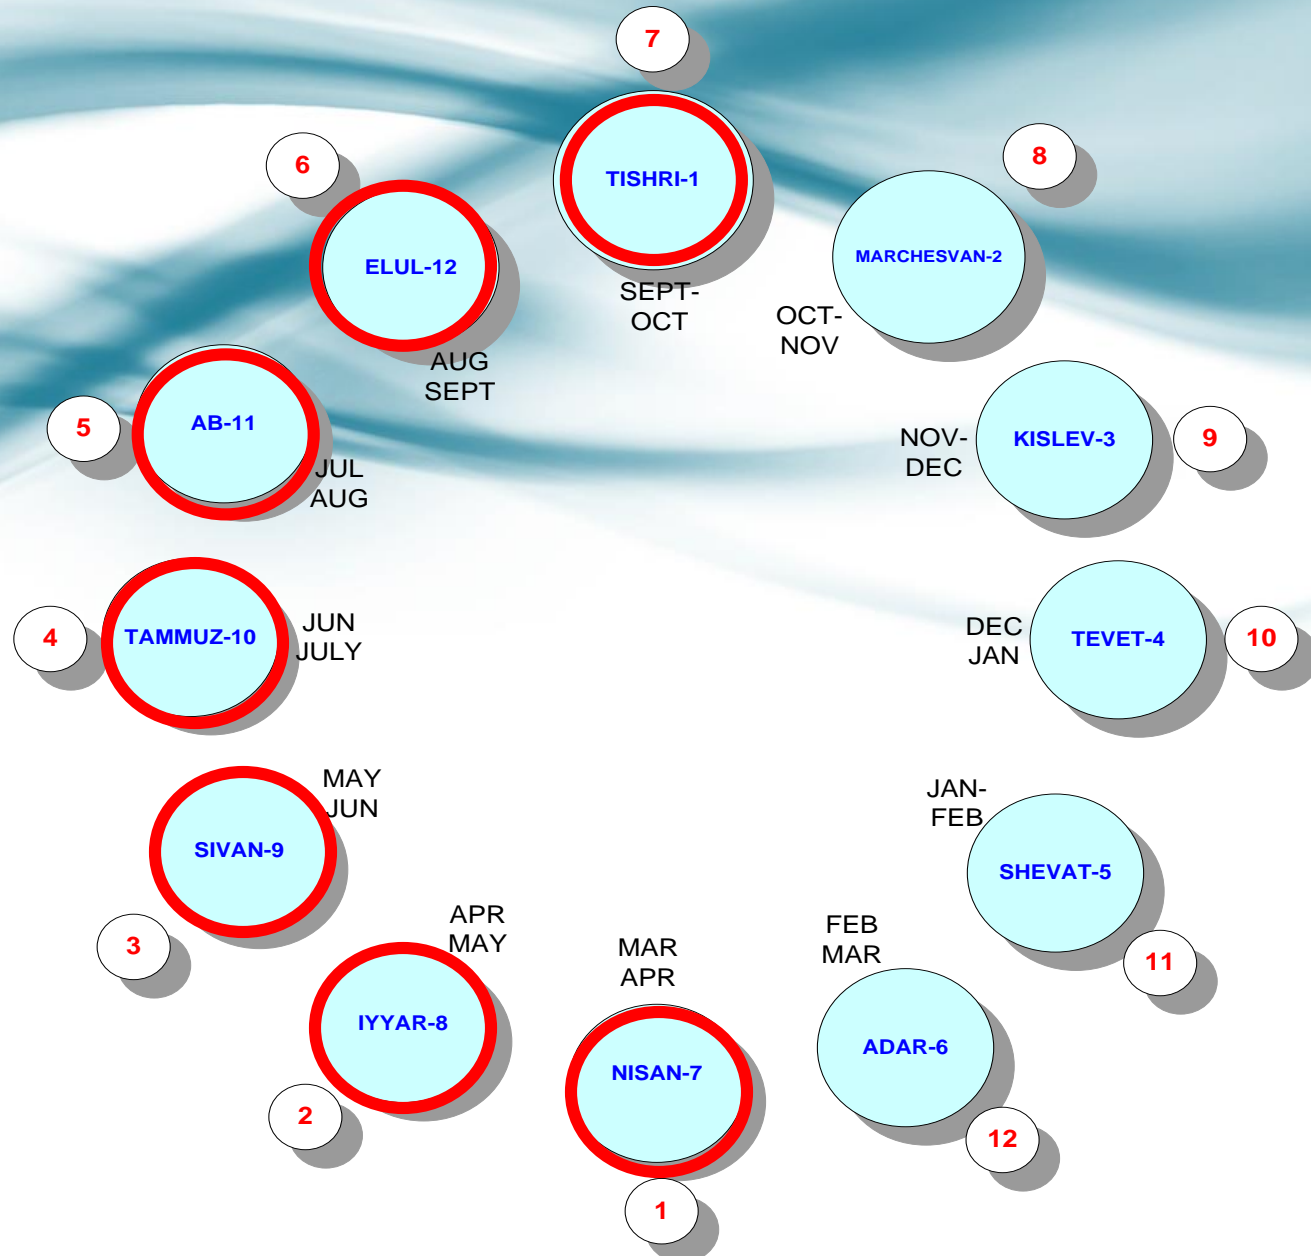 7
TISHRI-1
SEPT-
OCT
8
MARCHESVAN-2
OCT-
NOV
9
KISLEV-3
NOV-
DEC
10
TEVET-4
DEC
JAN
11
SHEVAT-5
JAN-
FEB
12
ADAR-6
FEB
MAR
1
NISAN-7
MAR
APR
2
IYYAR-8
APR
MAY
3
SIVAN-9
MAY
JUN
4
TAMMUZ-10
JUN
JULY
5
AB-11
JUL
AUG
6
ELUL-12
AUG
SEPT